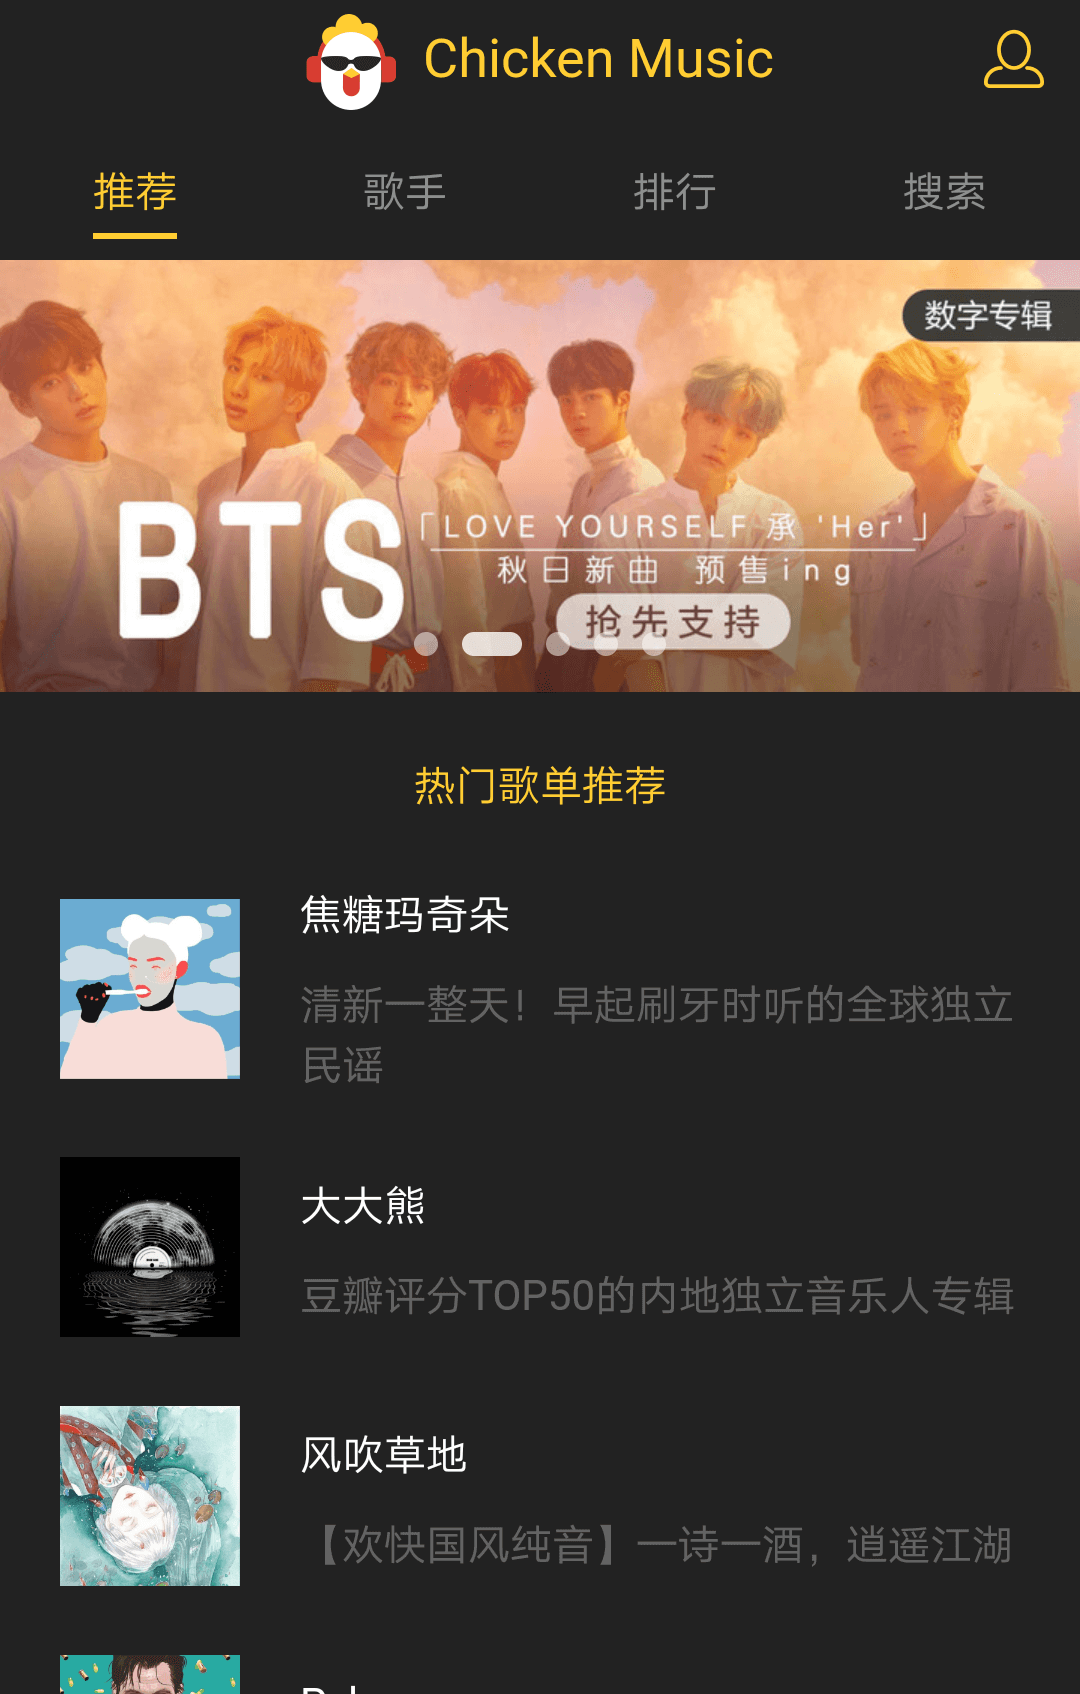 Chicken Music
推荐
歌手
排行
搜索
数字专辑
BTS
「LOVE YOURSELF 承 'Her'」
秋日新曲 预售ing
抢先支持
热门歌单推荐
焦糖玛奇朵
清新一整天！早起刷牙时听的全球独立
民谣
大大熊
豆瓣评分TOP50的内地独立音乐人专辑
风吹草地
【欢快国风纯音】一诗一酒，逍遥江湖